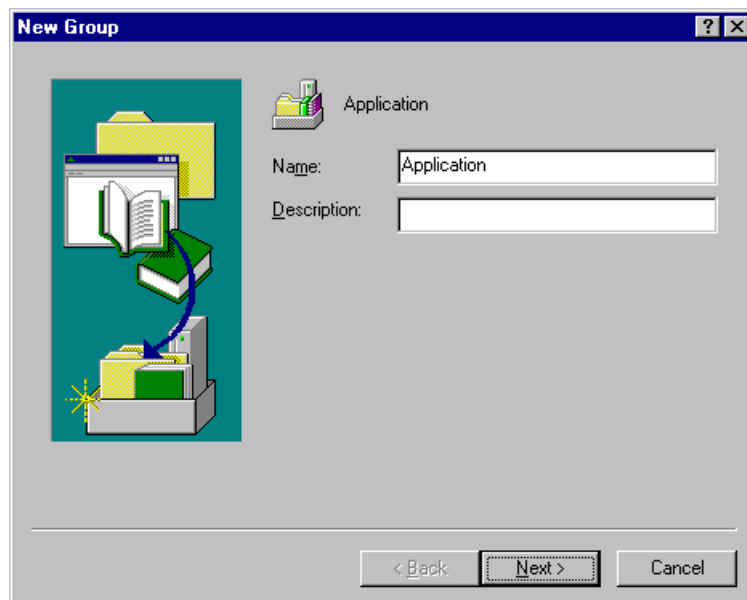 New Group
Application
Name:
Application
Description:
< Back
Next >
Cancel